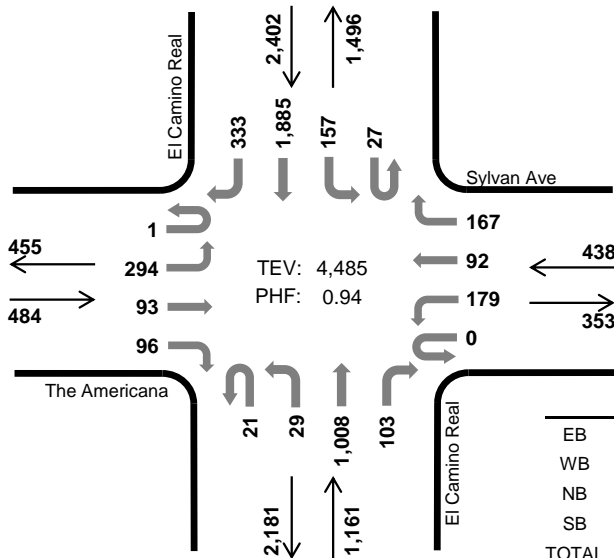 El Camino Real
2,402
1,496
333
1,885
157
27
Sylvan Ave
1
167
455
294
TEV: 4,485
92
438
484
93
PHF: 0.94
179
353
96
0
The Americana
21
29
1,008
103
El Camino Real
2,181
1,161
EB
WB
NB
SB
TOTAL